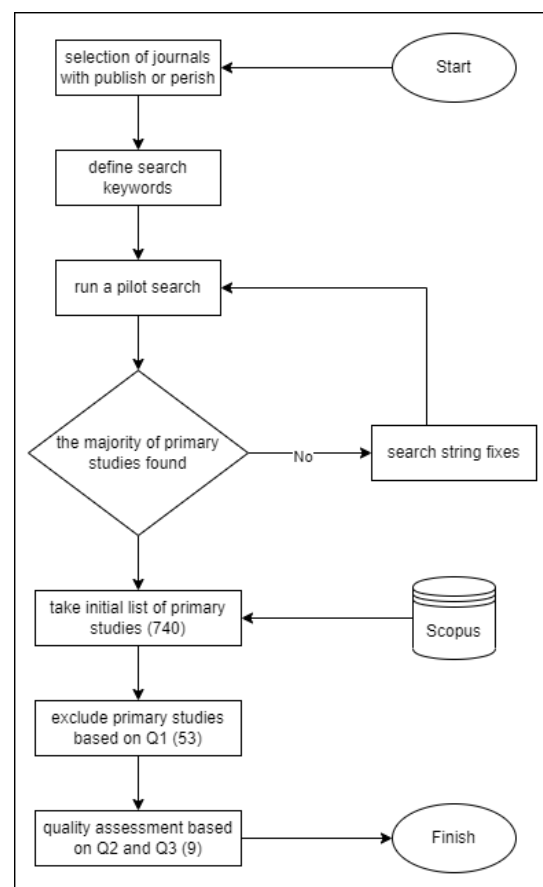 selection of journals
with publish or perish
Start
define search
keywords
run a pilot search
the majority of primary
studies found
No
search string fixes
take initial list of primary
studies (740)
Scopus
exclude primary studies
based on Q1 (53)
quality assessment based
on Q2 and Q3 (9)
Finish